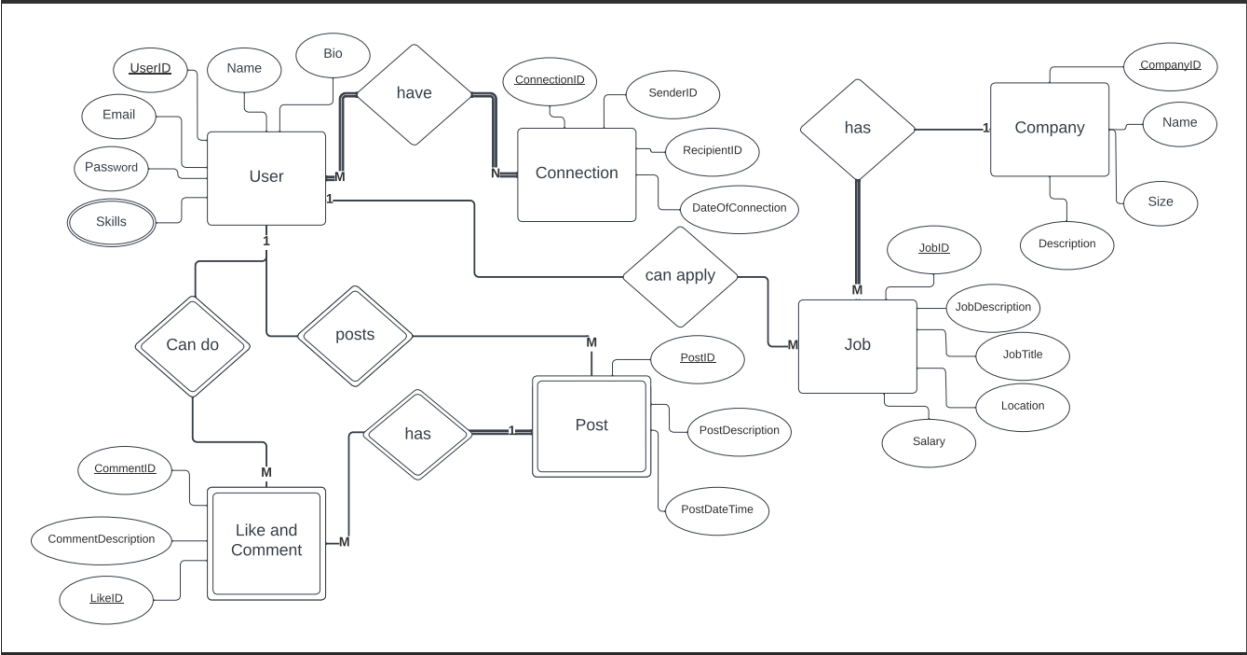 Bio
UserID
Name
have
ConnectionID
CompanyID
SenderID
Email
has
1
Company
Name
RecipientID
Password
User
M
N
Connection
1
Skills
DateOfConnection
Size
1
Description
JobID
can apply
M
JobDescription
Can do
posts
M
M
Job
JobTitle
PostID
Location
Post
has
1
PostDescription
Salary
CommentID
M
PostDateTime
Like and
Comment
M
CommentDescription
LikeID